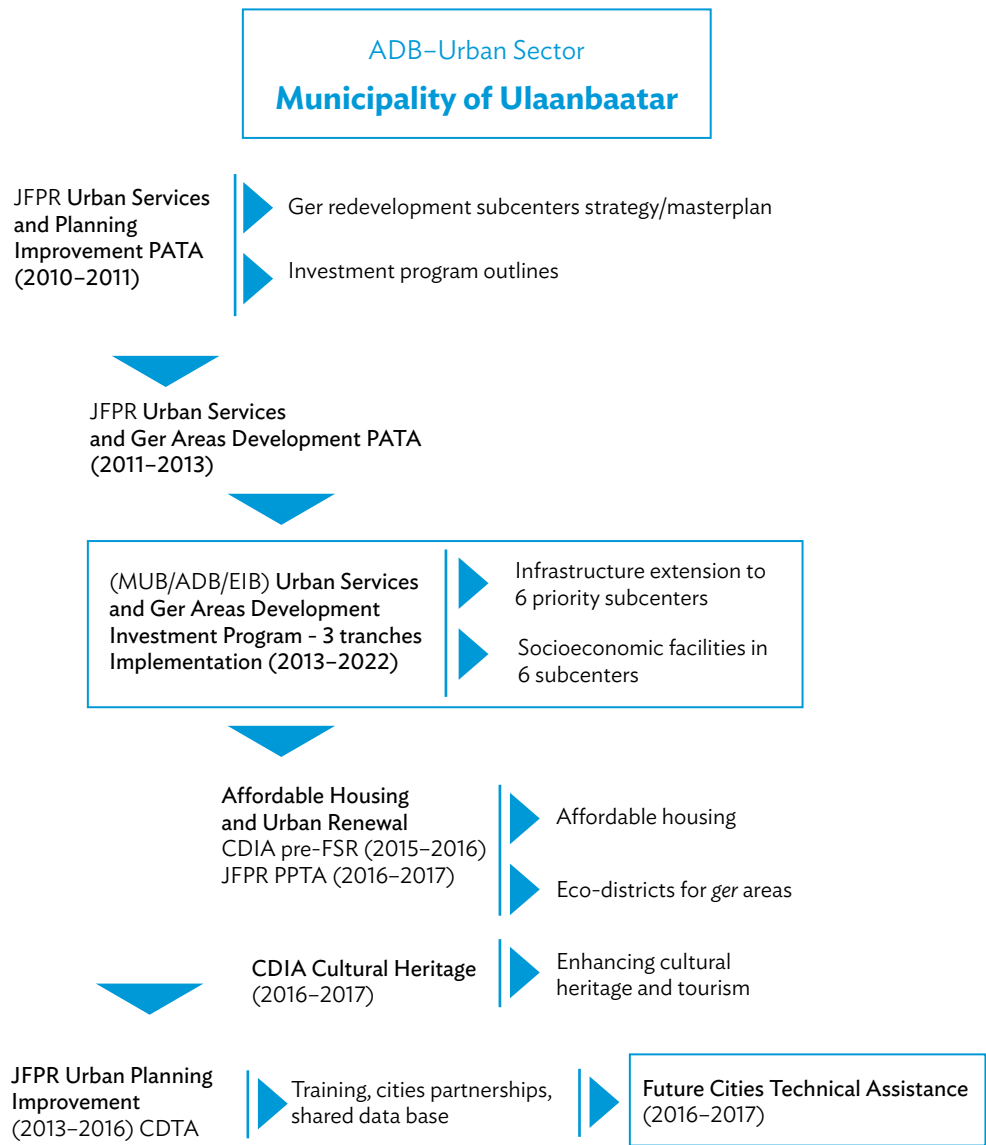 ADB–Urban Sector
Municipality of Ulaanbaatar
JFPR Urban Services
and Planning
Improvement PATA
(2010–2011)
Ger redevelopment subcenters strategy/masterplan
Investment program outlines
JFPR Urban Services
and Ger Areas Development PATA
(2011–2013)
(MUB/ADB/EIB) Urban Services
and Ger Areas Development
Investment Program - 3 tranches
Implementation (2013–2022)
Infrastructure extension to
6 priority subcenters
Socioeconomic facilities in
6 subcenters
Affordable Housing
and Urban Renewal
CDIA pre-FSR (2015–2016)
JFPR PPTA (2016–2017)
Affordable housing
Eco-districts for ger areas
CDIA Cultural Heritage
(2016–2017)
Enhancing cultural
heritage and tourism
JFPR Urban Planning
Improvement
(2013–2016) CDTA
Training, cities partnerships,
shared data base
Future Cities Technical Assistance
(2016–2017)